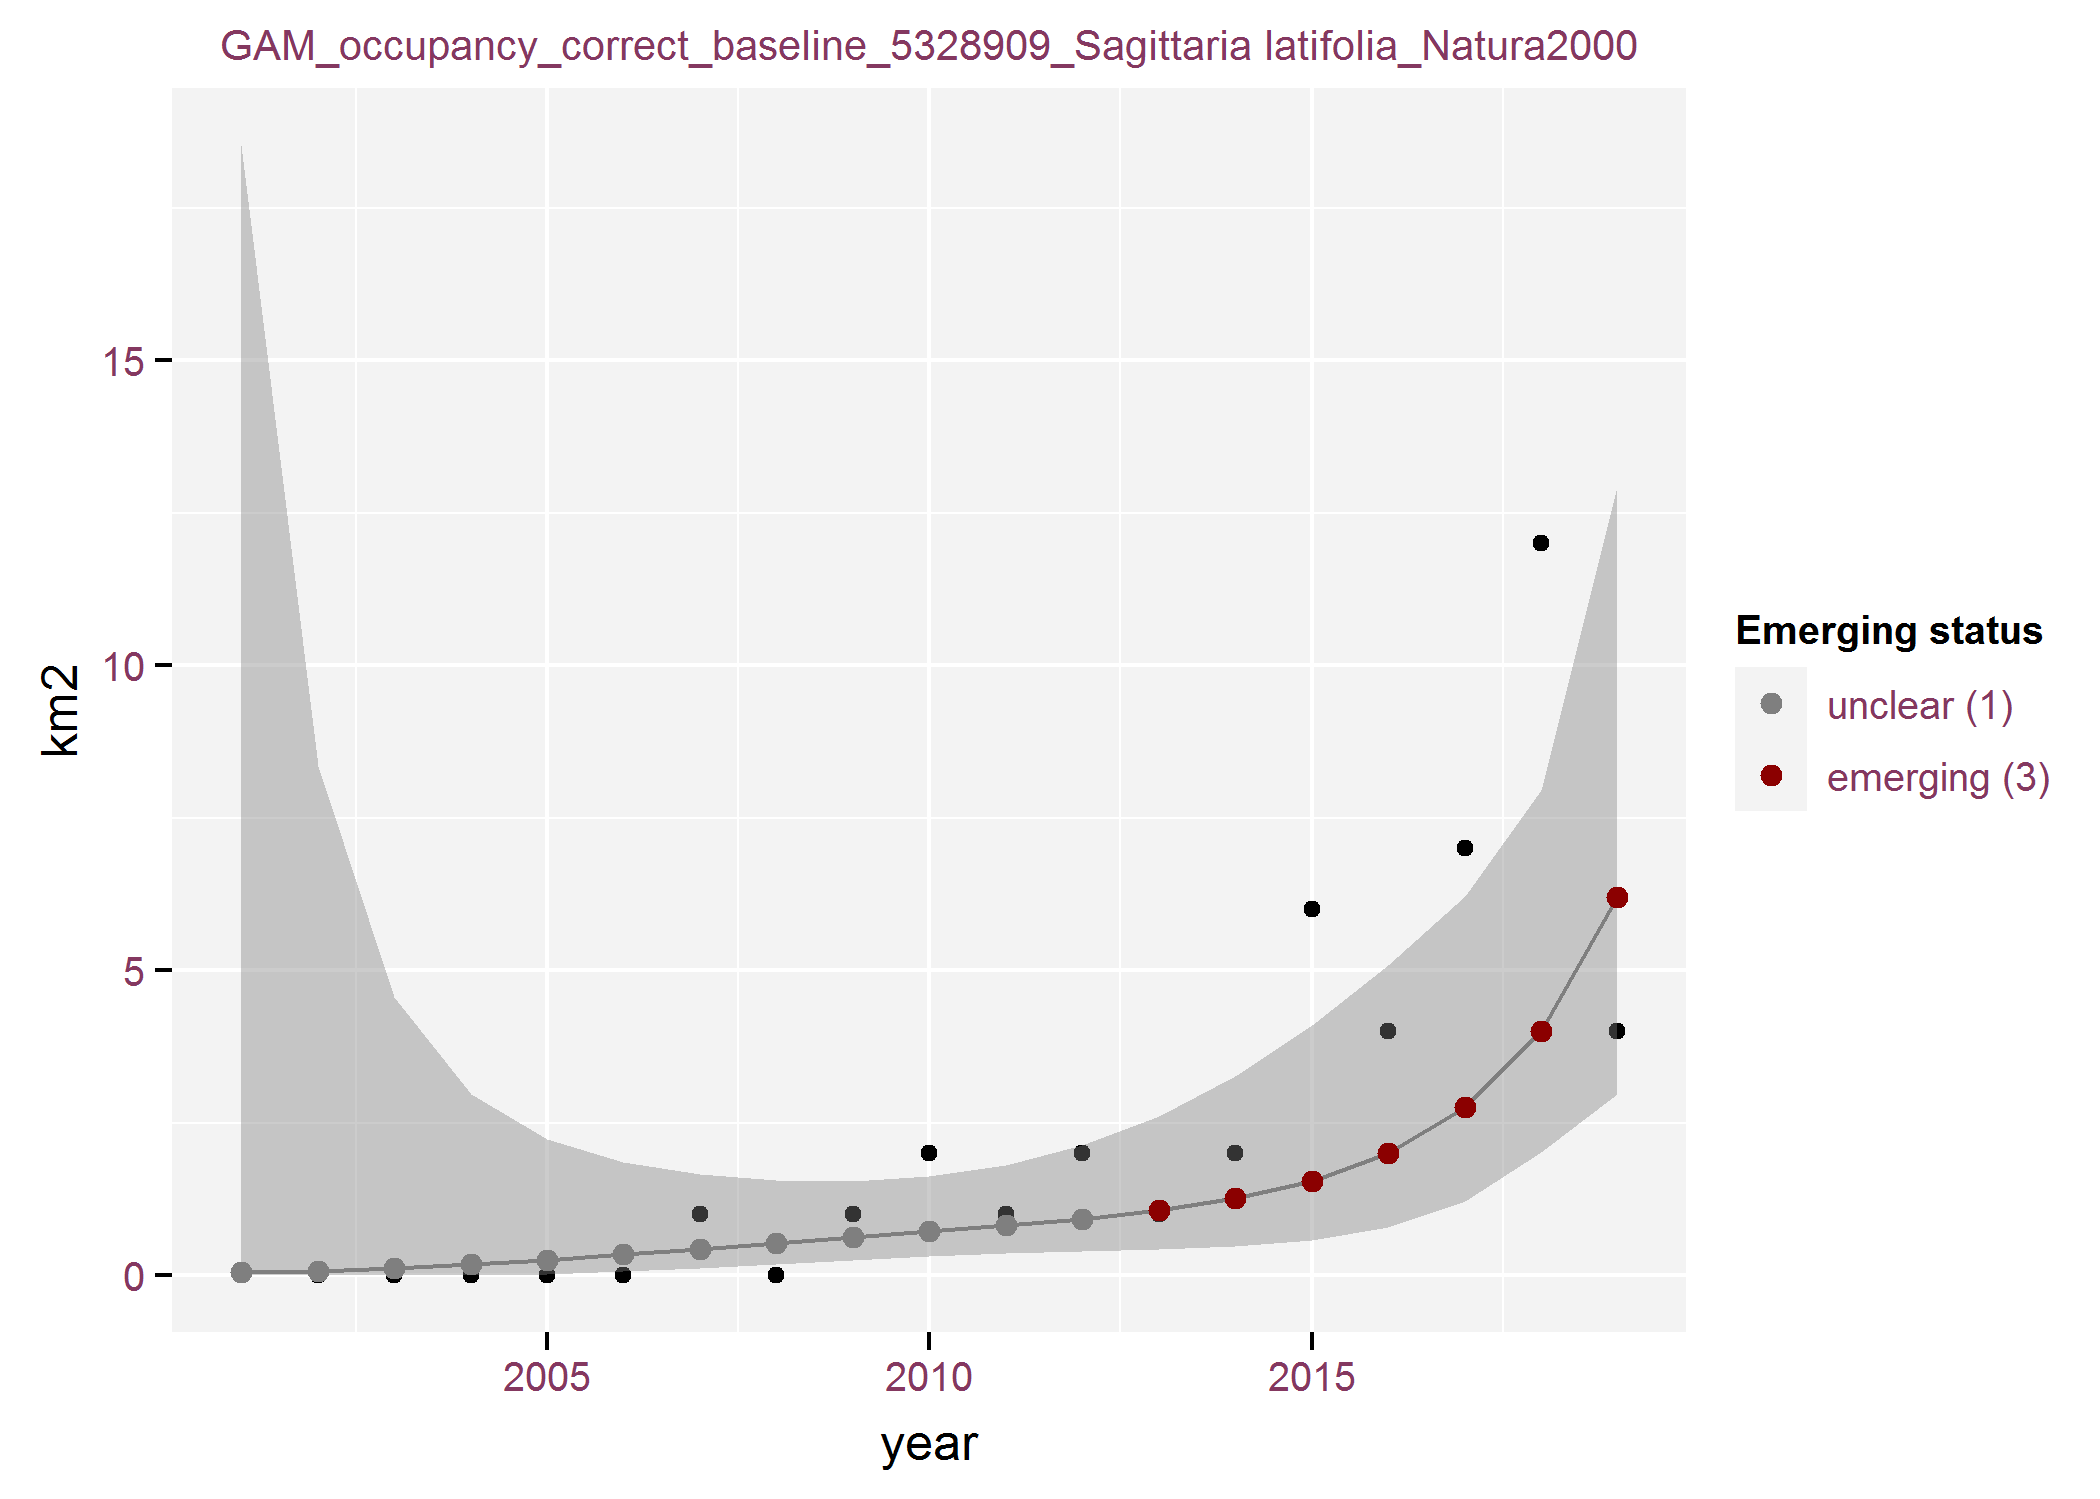 GAM_occupancy_correct_baseline_5328909_Sagittaria latifolia_Natura2000
15
10
5
0
km2
2005
2010
2015
year
Emerging status
unclear (1)
emerging (3)